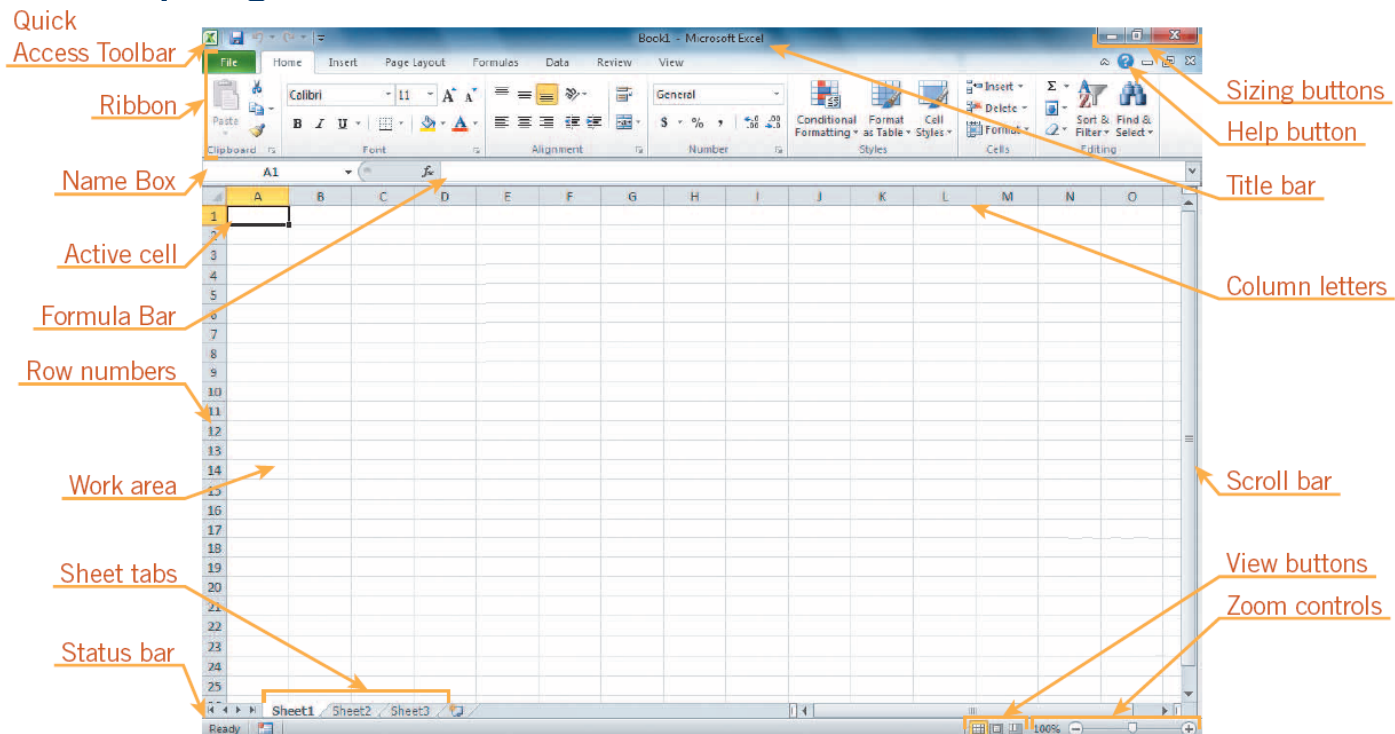 Quick
Access Toolbar
Ribbon
Name Box
Active cell
Formula Bar
Row numbers
Work area
Sheet tabs
Status bar
Book1 - Microsoft Excel
File Home Insert Page Layout Formulas Data Review View
Calibri 11 A A General Insert Σ
Paste Delete
B I U A $ % , .00 Conditional Format Cell Format Sort & Find &
Formatting as Table Styles Filter Select
Clipboard Font Alignment Number Styles Cells Editing
A1 fx
A B C D E F G H I J K L M N O
1
2
3
4
5
6
7
8
9
10
11
12
13
14
15
16
17
18
19
20
21
22
23
24
25
Sheet1 Sheet2 Sheet3
Ready 100%
Sizing buttons
Help button
Title bar
Column letters
Scroll bar
View buttons
Zoom controls